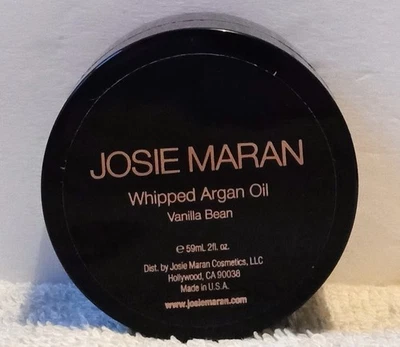 JOSIE MARAN
Whipped Argan Oil
Vanilla Bean
℮ 59mL 2fl. oz.
Dist. by Josie Maran Cosmetics, LLC
Hollywood, CA 90038
Made in U.S.A.
www.josiemaran.com